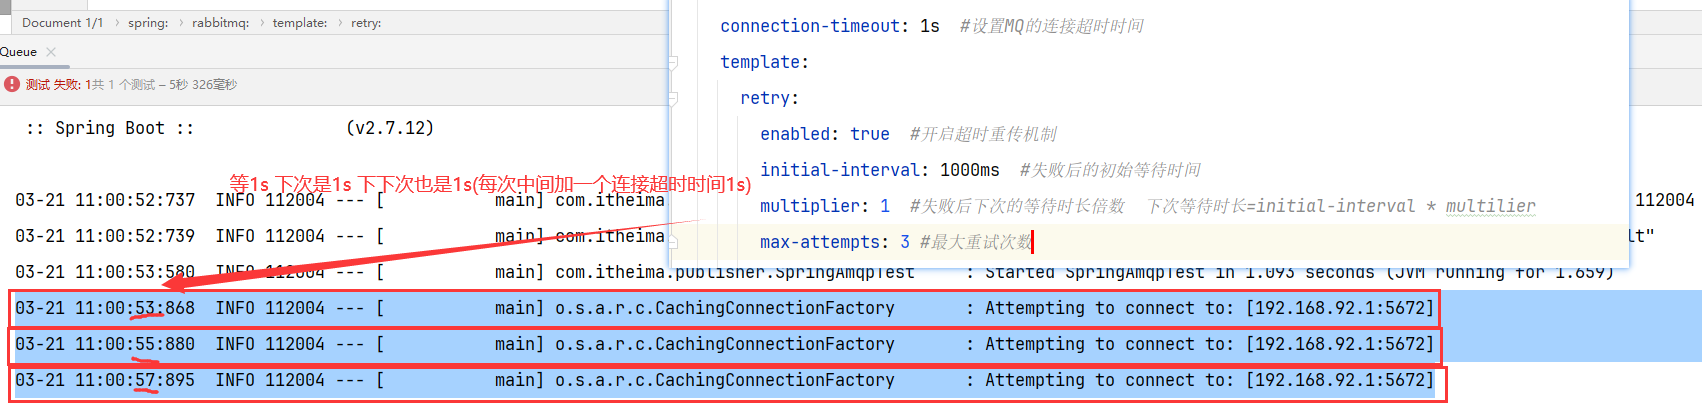 Document 1/1 > spring: > rabbitmq: > template: > retry:
Queue ×
测试 失败: 1共 1 个测试 – 5秒 326毫秒
connection-timeout: 1s #设置MQ的连接超时时间
template:
retry:
enabled: true #开启超时重传机制
initial-interval: 1000ms #失败后的初始等待时间
multiplier: 1 #失败后下次的等待时长倍数 下次等待时长=initial-interval * multilier
max-attempts: 3 #最大重试次数
:: Spring Boot :: (v2.7.12)
等1s 下次是1s 下下次也是1s(每次中间加一个连接超时时间1s)
03-21 11:00:52:737 INFO 112004 --- [ main] com.itheima. 112004
03-21 11:00:52:739 INFO 112004 --- [ main] com.itheima. lt"
03-21 11:00:53:580 INFO 112004 --- [ main] com.itheima.publisher.SpringAmqpTest : Started SpringAmqpTest in 1.093 seconds (JVM running for 1.659)
03-21 11:00:53:868 INFO 112004 --- [ main] o.s.a.r.c.CachingConnectionFactory : Attempting to connect to: [192.168.92.1:5672]
03-21 11:00:55:880 INFO 112004 --- [ main] o.s.a.r.c.CachingConnectionFactory : Attempting to connect to: [192.168.92.1:5672]
03-21 11:00:57:895 INFO 112004 --- [ main] o.s.a.r.c.CachingConnectionFactory : Attempting to connect to: [192.168.92.1:5672]